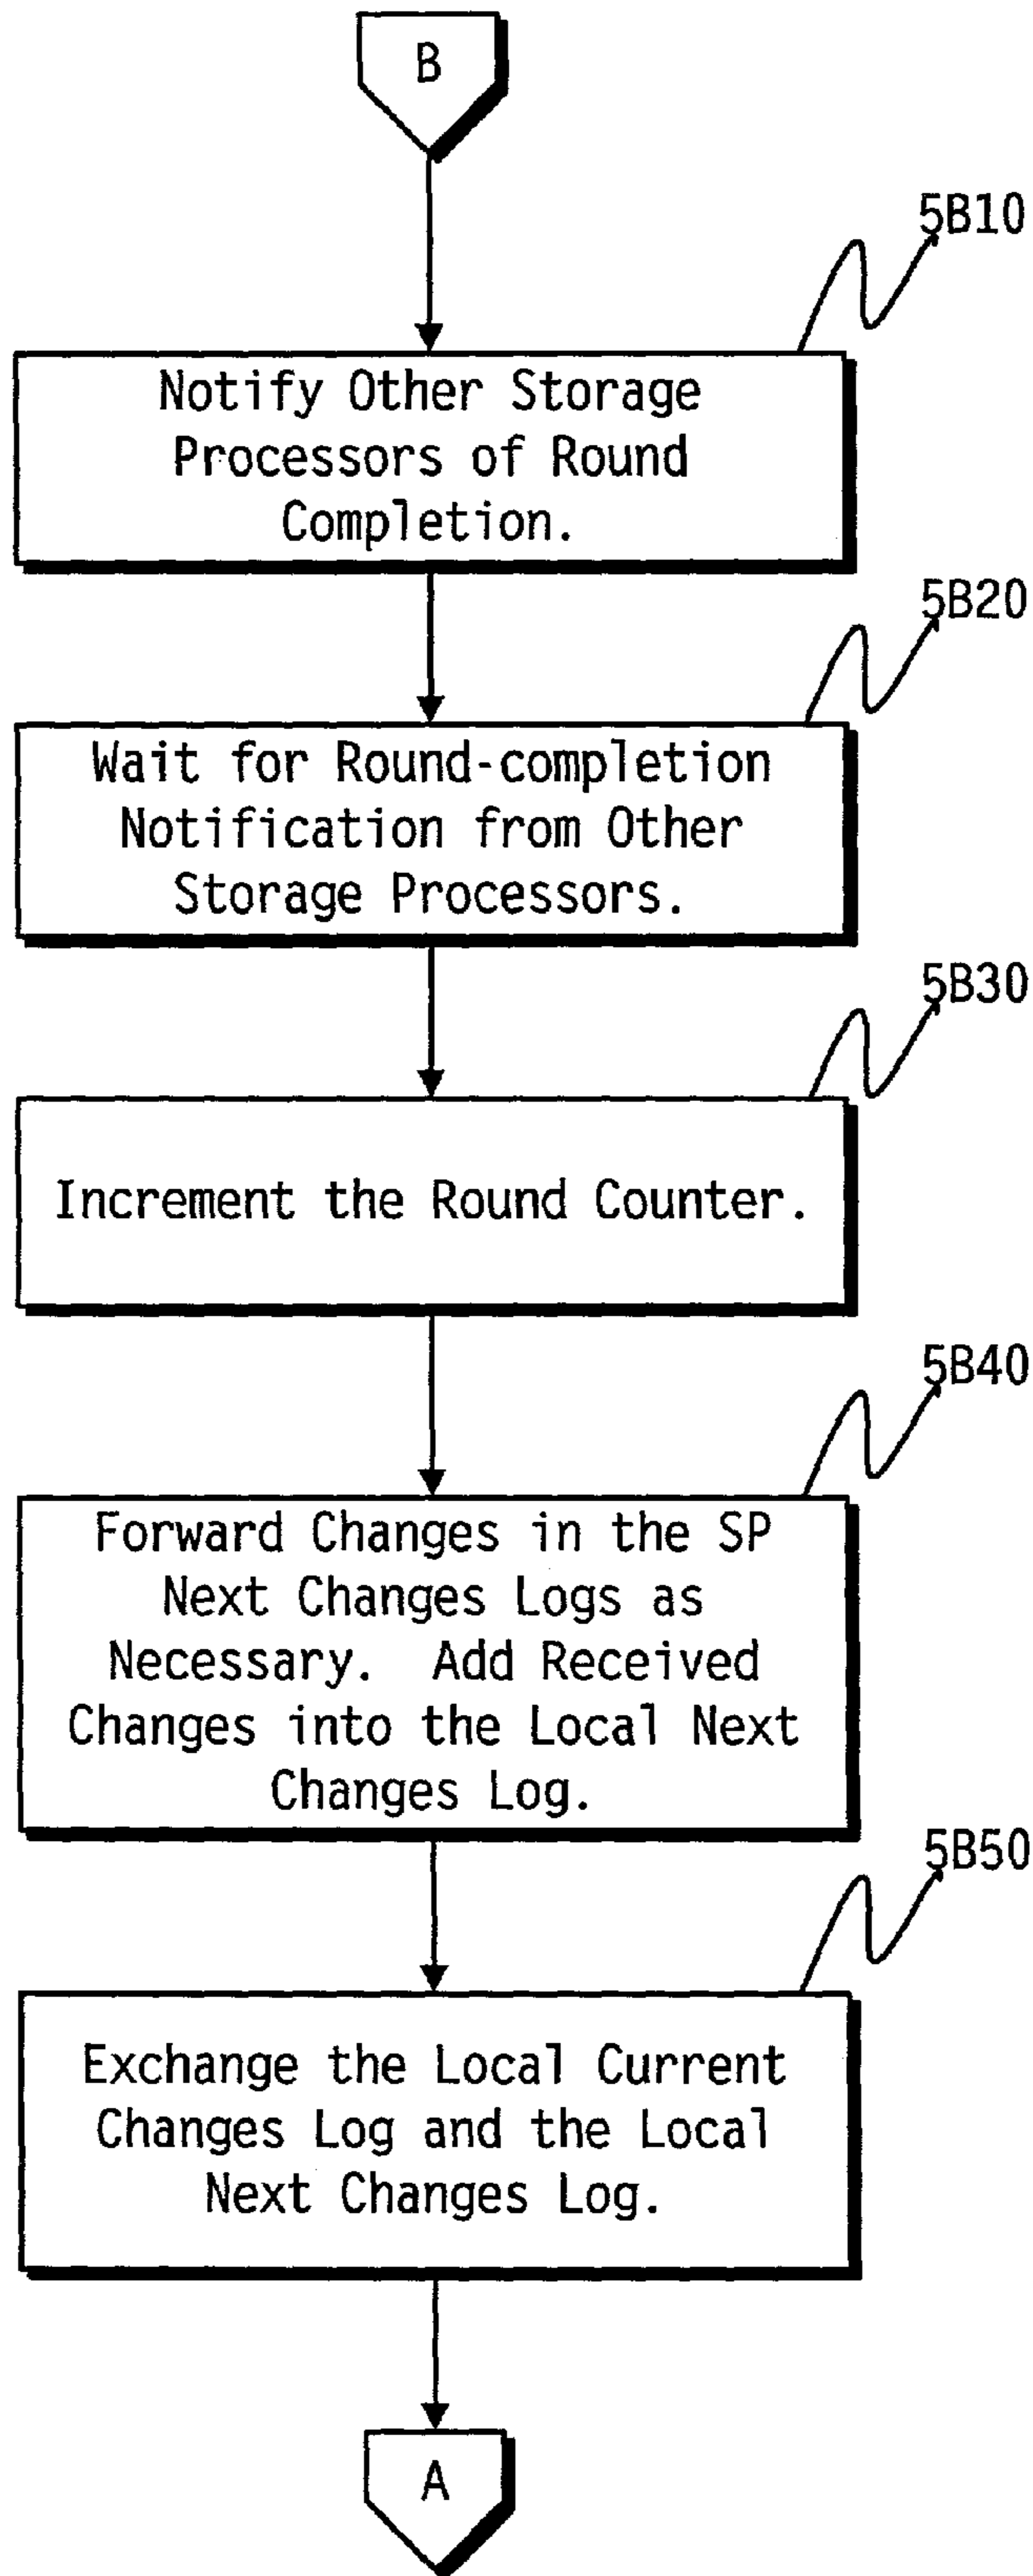 B
5B10
Notify Other Storage
Processors of Round
Completion.
5B20
Wait for Round-completion
Notification from Other
Storage Processors.
5B30
Increment the Round Counter.
5B40
Forward Changes in the SP
Next Changes Logs as
Necessary.  Add Received
Changes into the Local Next
Changes Log.
5B50
Exchange the Local Current
Changes Log and the Local
Next Changes Log.
A